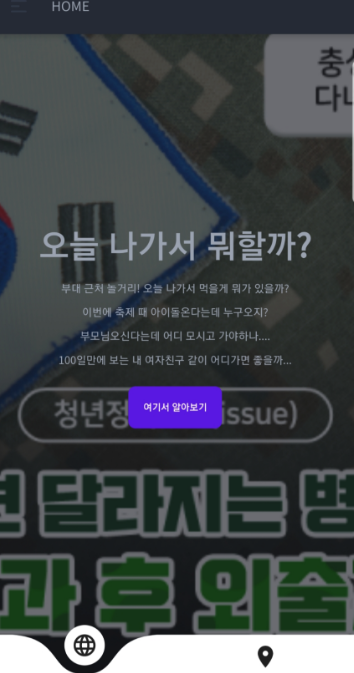 HOME
충신
다니
오늘 나가서 뭐할까?
부대 근처 놀거리! 오늘 나가서 먹을게 뭐가 있을까?
이번에 축제 때 아이돌온다는데 누구오지?
부모님오신다는데 어디 모시고 가야하나....
100일만에 보는 내 여자친구 같이 어디가면 좋을까...
여기서 알아보기
청년정 issue)
달라지는 병
과 후 외출